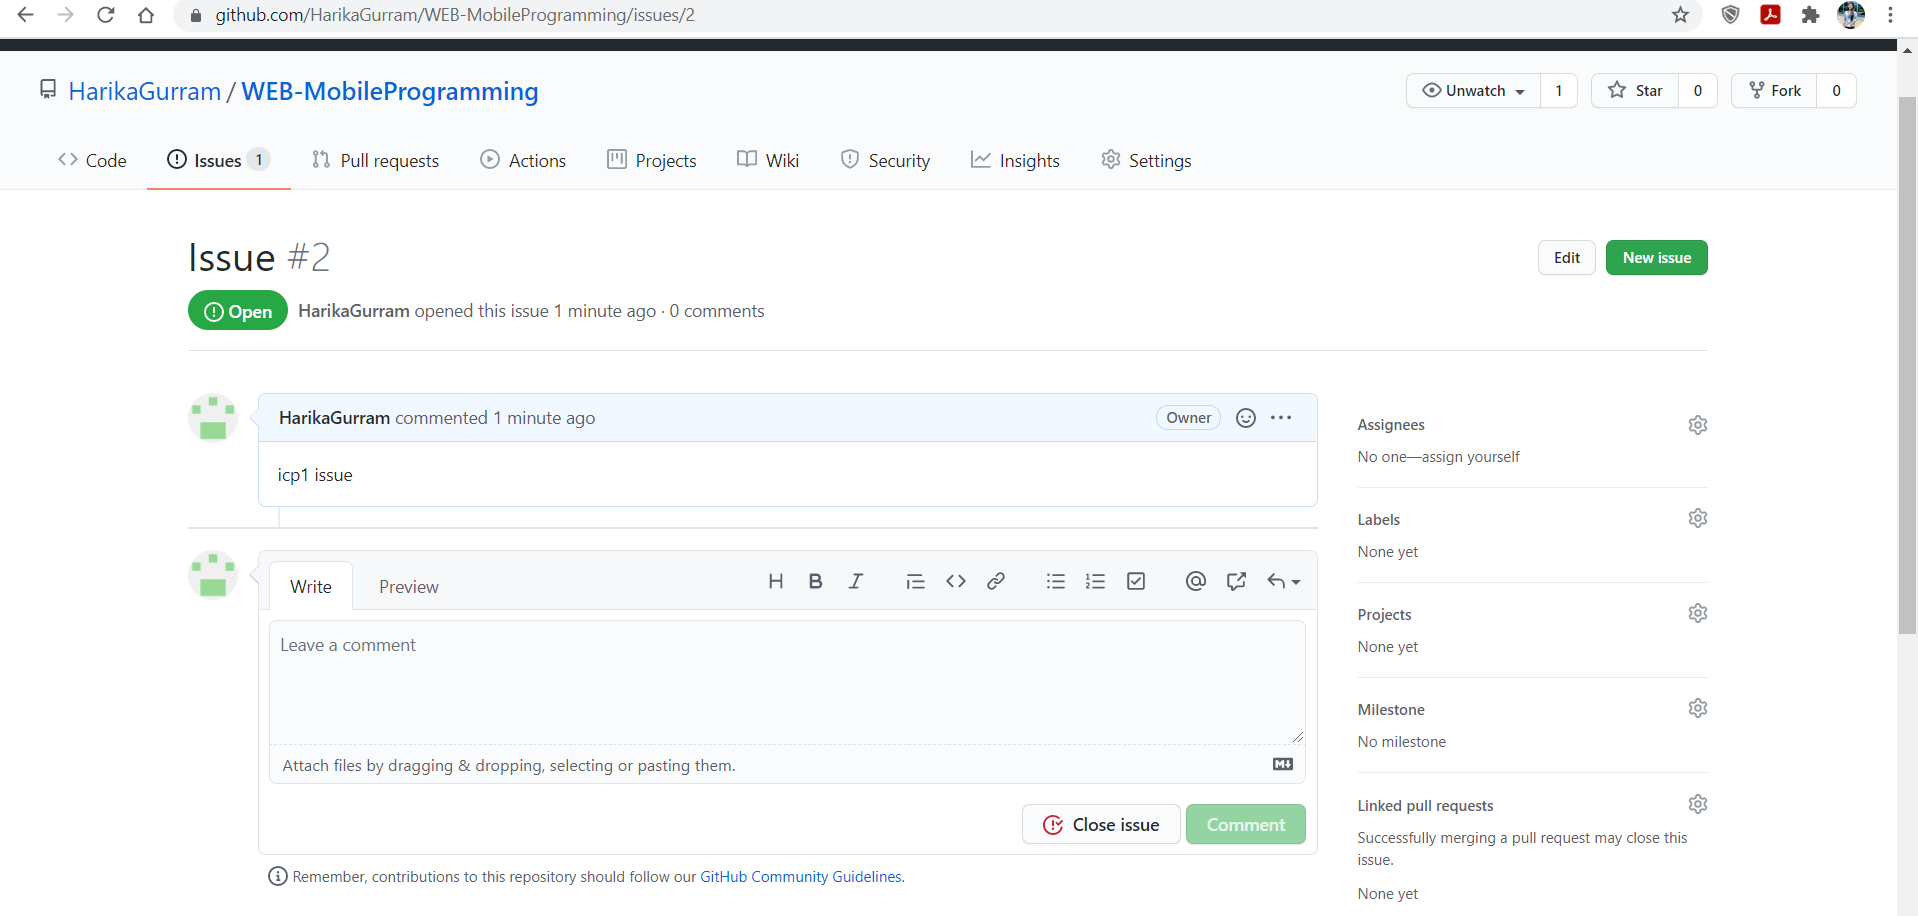 github.com/HarikaGurram/WEB-MobileProgramming/issues/2
HarikaGurram / WEB-MobileProgramming
Unwatch 1 Star 0 Fork 0
Code Issues 1 Pull requests Actions Projects Wiki Security Insights Settings
Issue #2
Edit New issue
Open HarikaGurram opened this issue 1 minute ago · 0 comments
HarikaGurram commented 1 minute ago Owner
icp1 issue
Write Preview
Leave a comment
Attach files by dragging & dropping, selecting or pasting them.
Close issue Comment
Remember, contributions to this repository should follow our GitHub Community Guidelines.
Assignees
No one—assign yourself
Labels
None yet
Projects
None yet
Milestone
No milestone
Linked pull requests
Successfully merging a pull request may close this
issue.
None yet